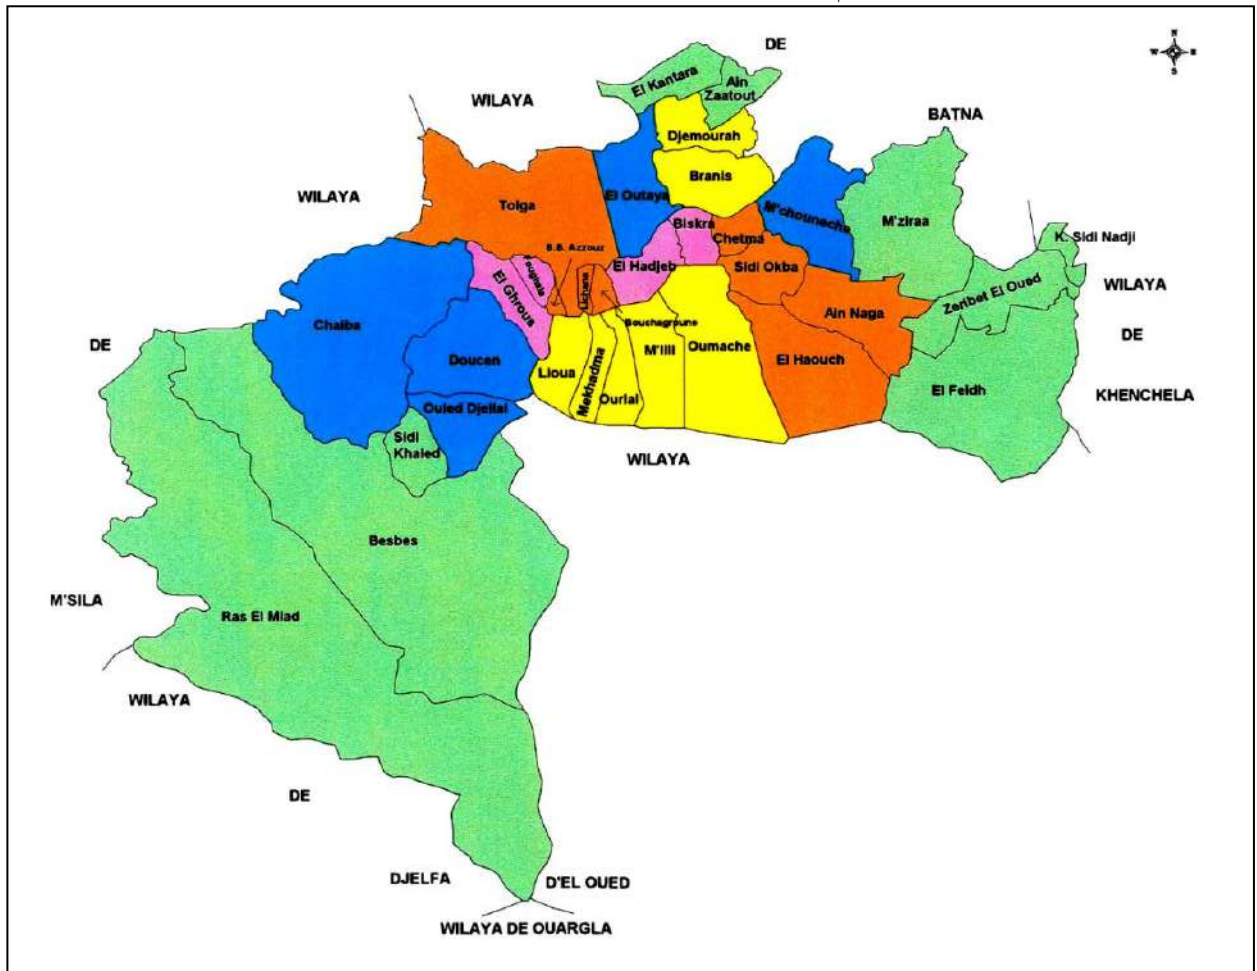 N
W E
S
DE
El Kantara
Ain
Zaatout
WILAYA
BATNA
Djemourah
Branis
WILAYA
Tolga
El Outaya
M'chounache
M'ziraa
Biskra
Chetma
K. Sidi Nadji
B.B. Azzouz
Foughala
El Hadjeb
Sidi Okba
El Ghrous
Lichana
Zeribet El Oued
WILAYA
Ain Naga
Bouchagroune
Chaiba
DE
DE
M'lili
Oumache
Doucen
El Haouch
Lioua
Mekhadma
Ourlal
El Feidh
KHENCHELA
Ouled Djellal
Sidi
Khaled
WILAYA
Besbes
M'SILA
Ras El Miad
WILAYA
DE
DJELFA
D'EL OUED
WILAYA DE OUARGLA